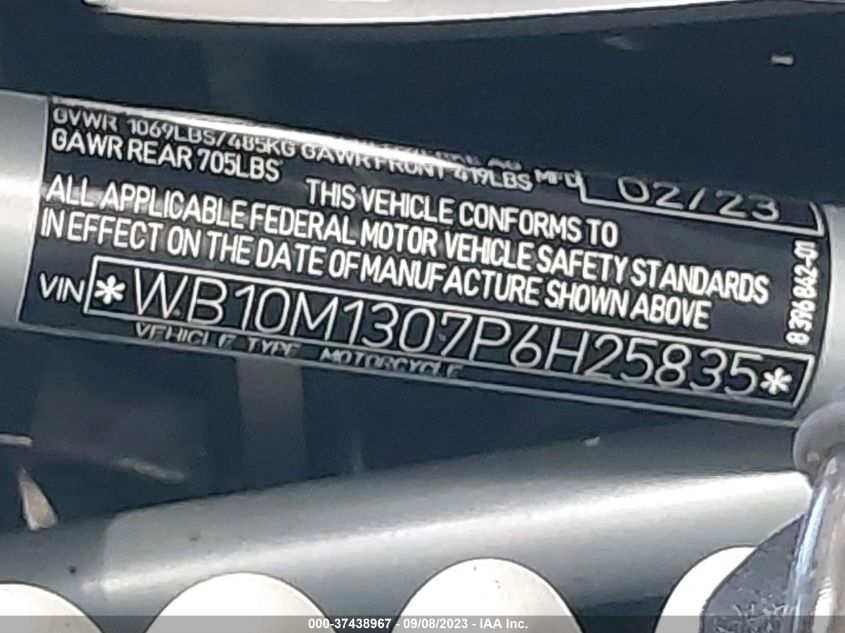 GVWR 1069LBS/485KG GAWR FRONT 419LBS MFD 02/23
GAWR REAR 705LBS
THIS VEHICLE CONFORMS TO
ALL APPLICABLE FEDERAL MOTOR VEHICLE SAFETY STANDARDS
IN EFFECT ON THE DATE OF MANUFACTURE SHOWN ABOVE
VIN *WB10M1307P6H25835*
VEHICLE TYPE MOTORCYCLE
8 396 842-01
000-37438967 - 09/08/2023 - IAA Inc.